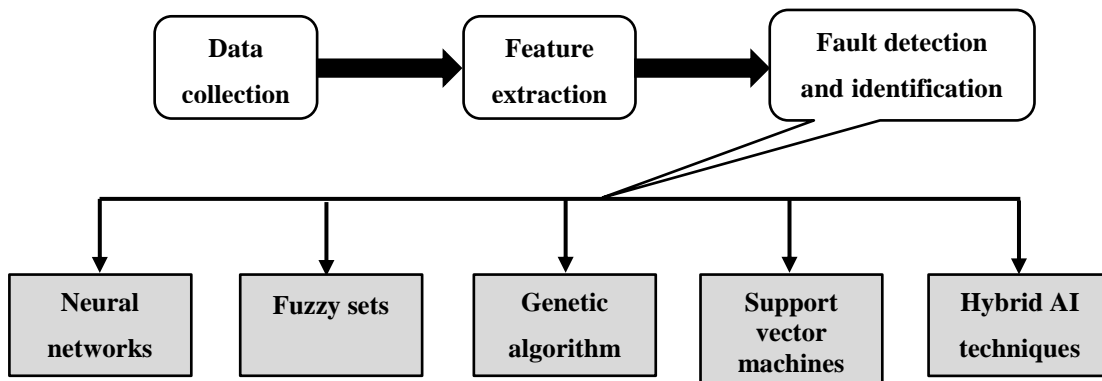 Data
collection
Feature
extraction
Fault detection
and identification
Neural
networks
Fuzzy sets
Genetic
algorithm
Support
vector
machines
Hybrid AI
techniques